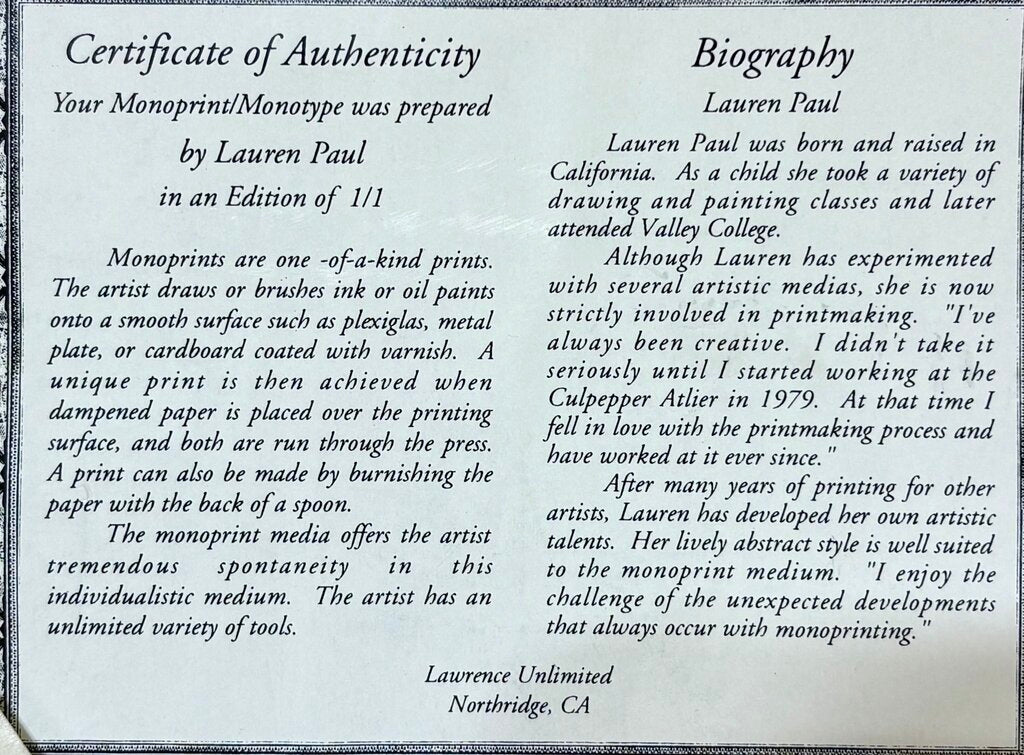 Certificate of Authenticity
Your Monoprint/Monotype was prepared
by Lauren Paul
in an Edition of 1/1
Monoprints are one -of-a-kind prints.
The artist draws or brushes ink or oil paints
onto a smooth surface such as plexiglas, metal
plate, or cardboard coated with varnish. A
unique print is then achieved when
dampened paper is placed over the printing
surface, and both are run through the press.
A print can also be made by burnishing the
paper with the back of a spoon.
The monoprint media offers the artist
tremendous spontaneity in this
individualistic medium. The artist has an
unlimited variety of tools.
Biography
Lauren Paul
Lauren Paul was born and raised in
California. As a child she took a variety of
drawing and painting classes and later
attended Valley College.
Although Lauren has experimented
with several artistic medias, she is now
strictly involved in printmaking. "I've
always been creative. I didn't take it
seriously until I started working at the
Culpepper Atlier in 1979. At that time I
fell in love with the printmaking process and
have worked at it ever since."
After many years of printing for other
artists, Lauren has developed her own artistic
talents. Her lively abstract style is well suited
to the monoprint medium. "I enjoy the
challenge of the unexpected developments
that always occur with monoprinting."
Lawrence Unlimited
Northridge, CA